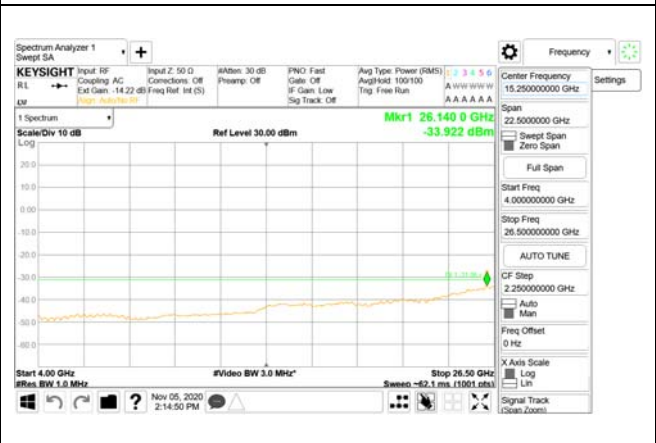 Spectrum Analyzer 1
Swept SA
Frequency
KEYSIGHT
Input: RF
Coupling: AC
Ext Gain: -14.22 dB
Align: Auto/No RF
Input Z: 50 Ω
Corrections: Off
Freq Ref: Int (S)
#Atten: 30 dB
Preamp: Off
PNO: Fast
Gate: Off
IF Gain: Low
Sig Track: Off
Avg Type: Power (RMS)
Avg|Hold: 100/100
Trig: Free Run
1 2 3 4 5 6
A W W W W W
A A A A A A
R L
Center Frequency
15.250000000 GHz
Settings
Span
22.5000000 GHz
Swept Span
Zero Span
Full Span
Start Freq
4.000000000 GHz
Stop Freq
26.500000000 GHz
AUTO TUNE
CF Step
2.250000000 GHz
Auto
Man
Freq Offset
0 Hz
X Axis Scale
Log
Lin
Signal Track
(Span Zoom)
1 Spectrum
Mkr1 26.140 0 GHz
Scale/Div 10 dB
Ref Level 30.00 dBm
-33.922 dBm
Log
20.0
10.0
0.00
-10.0
-20.0
-30.0
-40.0
-50.0
-60.0
Start 4.00 GHz
#Video BW 3.0 MHz*
Stop 26.50 GHz
#Res BW 1.0 MHz
Sweep ~62.1 ms (1001 pts)
Nov 05, 2020
2:14:50 PM